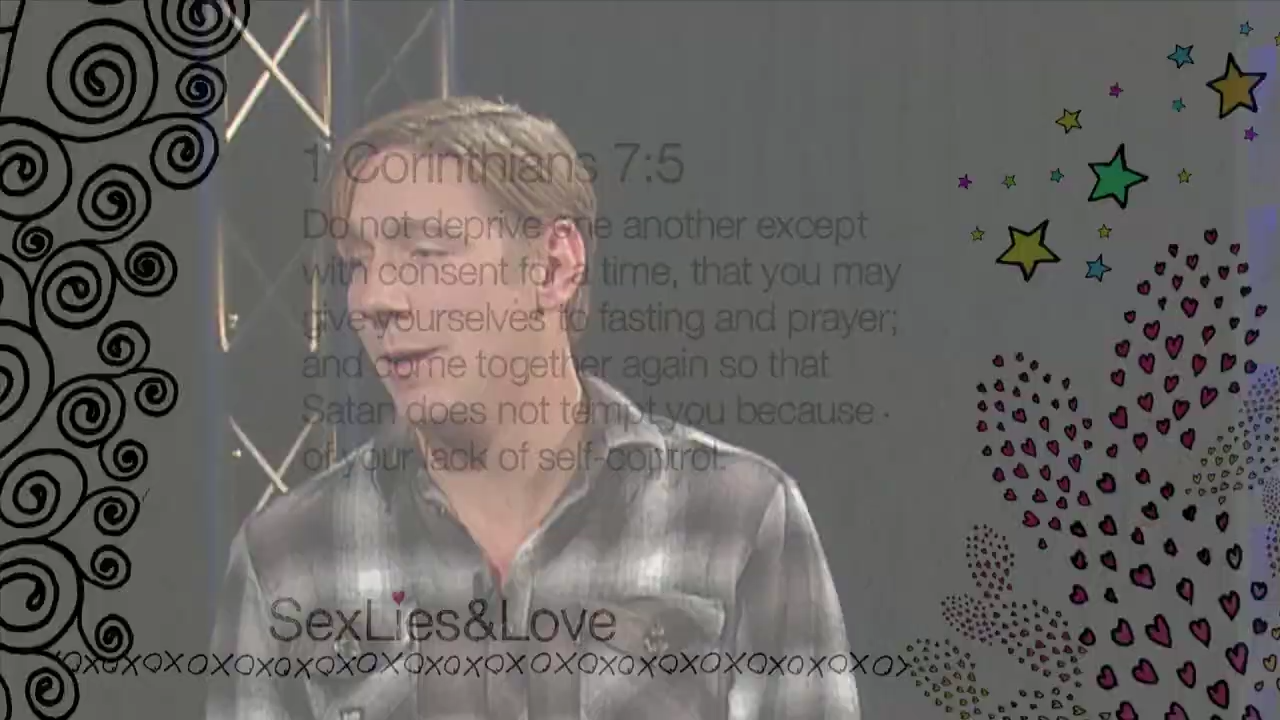 1 Corinthians 7:5
Do not deprive one another except
with consent for a time, that you may
give yourselves to fasting and prayer;
and come together again so that
Satan does not tempt you because
of your lack of self-control.
SexLies&Love
OXOXOXOXOXOXOXOXOXOXOXOXOXOXOXOXOXOXOX